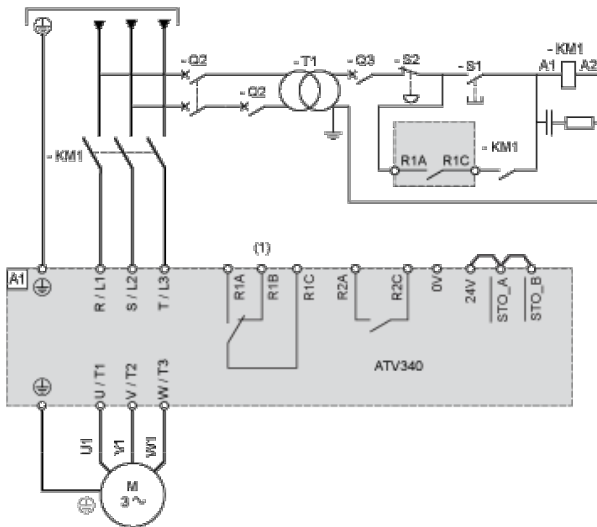 - Q2
- T1
- Q3
- S2
- S1
- KM1
A1
A2
- Q2
- KM1
R1A
R1C
- KM1
(1)
A1
R / L1
S / L2
T / L3
R1A
R1B
R1C
R2A
R2C
0V
24V
STO_A
STO_B
ATV340
U / T1
V / T2
W / T3
U1
V1
W1
M
3 ~